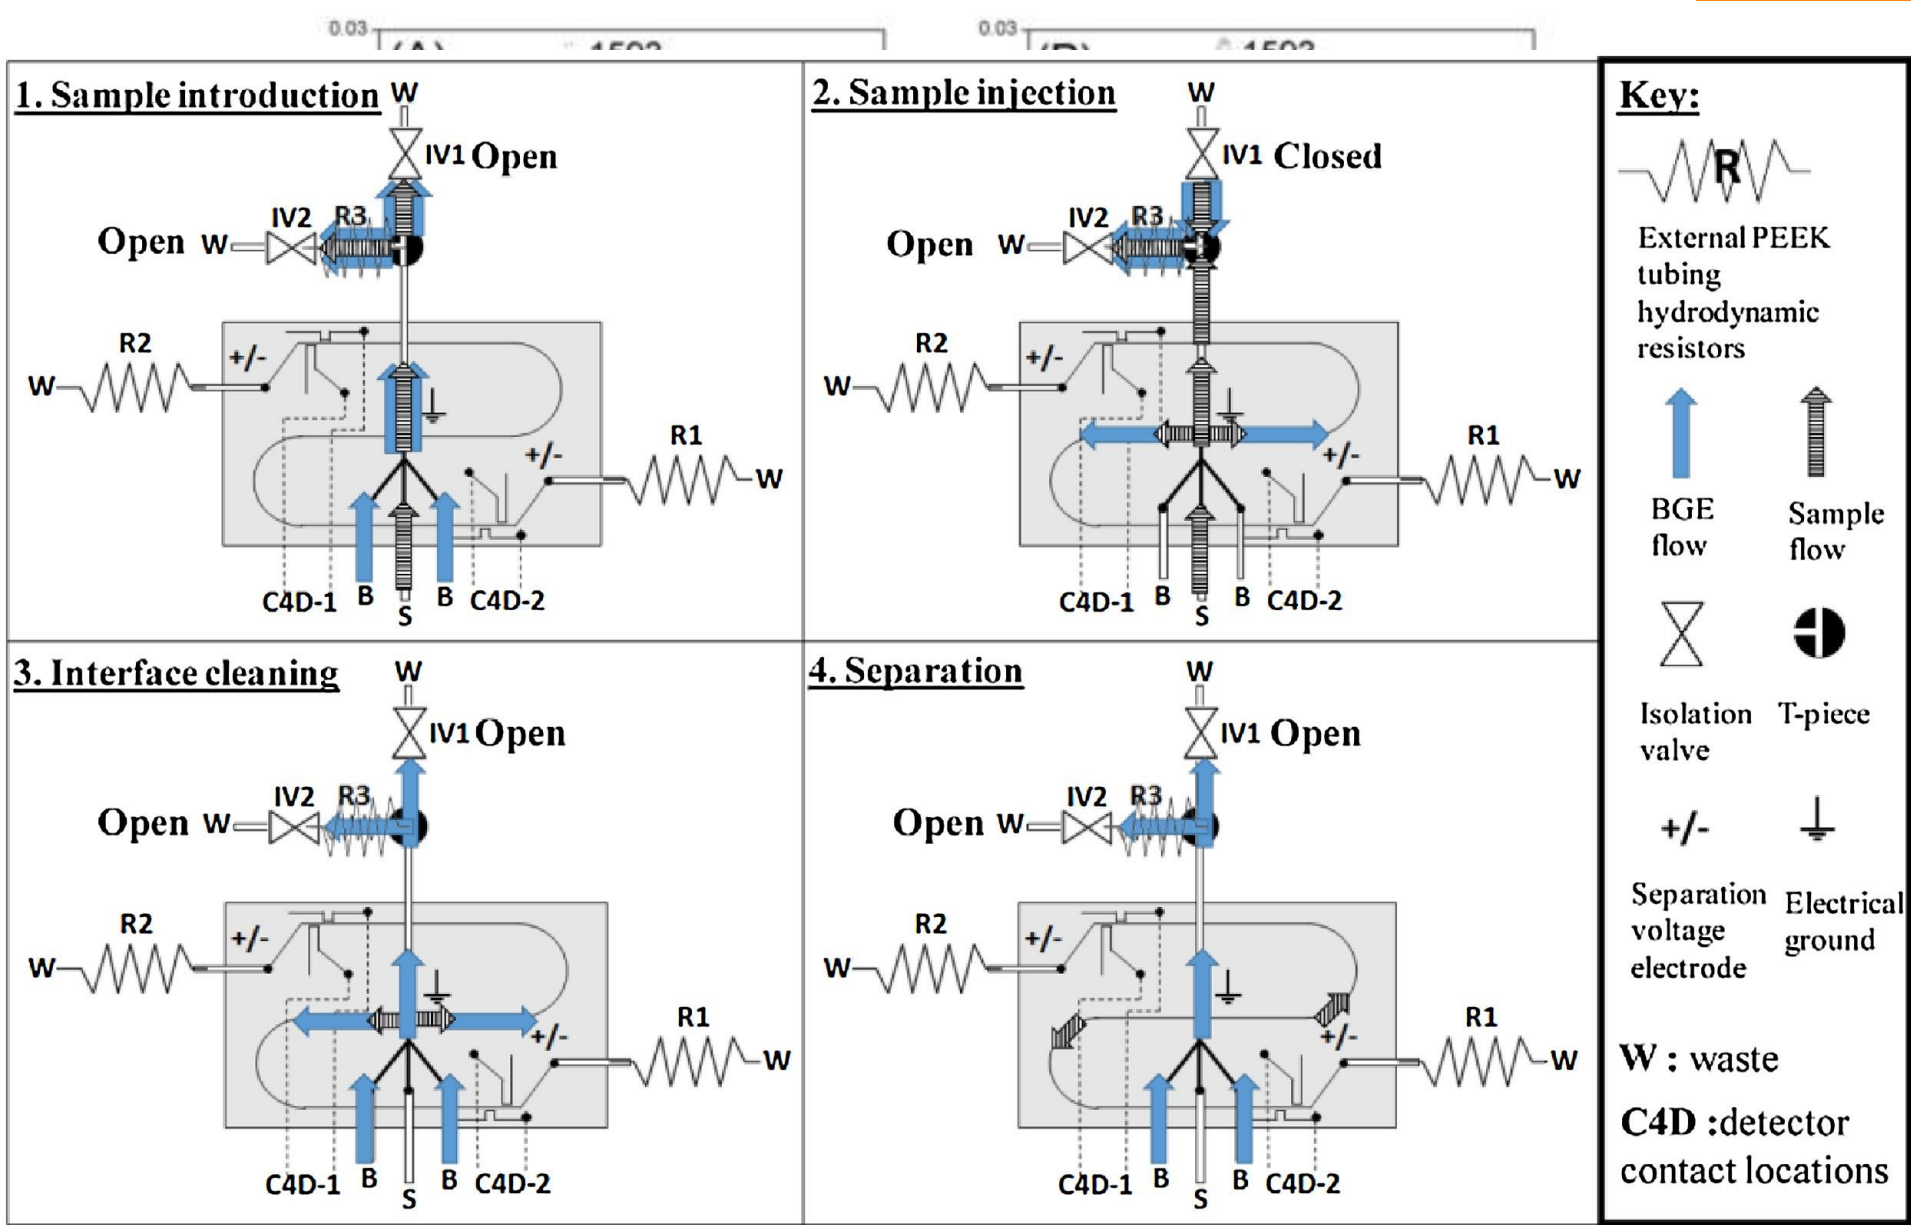 0.03
0.03
1. Sample introduction
W
IV1 Open
IV2
R3
Open W
R2
+/-
W
R1
+/-
W
C4D-1
B
B
C4D-2
S
2. Sample injection
W
IV1 Closed
IV2
R3
Open W
R2
+/-
W
R1
+/-
W
C4D-1
B
B
C4D-2
S
3. Interface cleaning
W
IV1 Open
IV2
R3
Open W
R2
+/-
W
R1
+/-
W
C4D-1
B
B
C4D-2
S
4. Separation
W
IV1 Open
IV2
R3
Open W
R2
+/-
W
R1
+/-
W
C4D-1
B
B
C4D-2
S
Key:
R
External PEEK
tubing
hydrodynamic
resistors
BGE
flow
Sample
flow
Isolation
valve
T-piece
+/-
Separation
voltage
electrode
Electrical
ground
W : waste
C4D :detector
contact locations